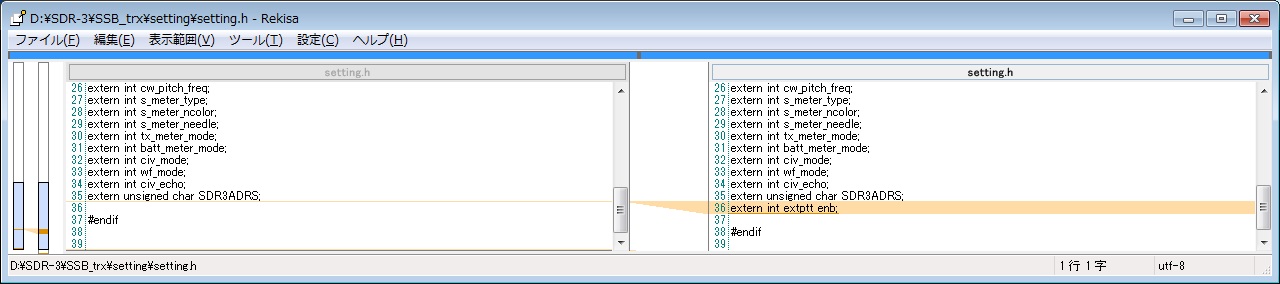 D:¥SDR-3¥SSB_trx¥setting¥setting.h - Rekisa
ファイル(F) 編集(E) 表示範囲(V) ツール(T) 設定(C) ヘルプ(H)
setting.h
26 extern int cw_pitch_freq;
27 extern int s_meter_type;
28 extern int s_meter_ncolor;
29 extern int s_meter_needle;
30 extern int tx_meter_mode;
31 extern int batt_meter_mode;
32 extern int civ_mode;
33 extern int wf_mode;
34 extern int civ_echo;
35 extern unsigned char SDR3ADRS;
36
37 #endif
38
39
setting.h
26 extern int cw_pitch_freq;
27 extern int s_meter_type;
28 extern int s_meter_ncolor;
29 extern int s_meter_needle;
30 extern int tx_meter_mode;
31 extern int batt_meter_mode;
32 extern int civ_mode;
33 extern int wf_mode;
34 extern int civ_echo;
35 extern unsigned char SDR3ADRS;
36 extern int extptt_enb;
37
38 #endif
39
D:¥SDR-3¥SSB_trx¥setting¥setting.h
1 行 1 字
utf-8